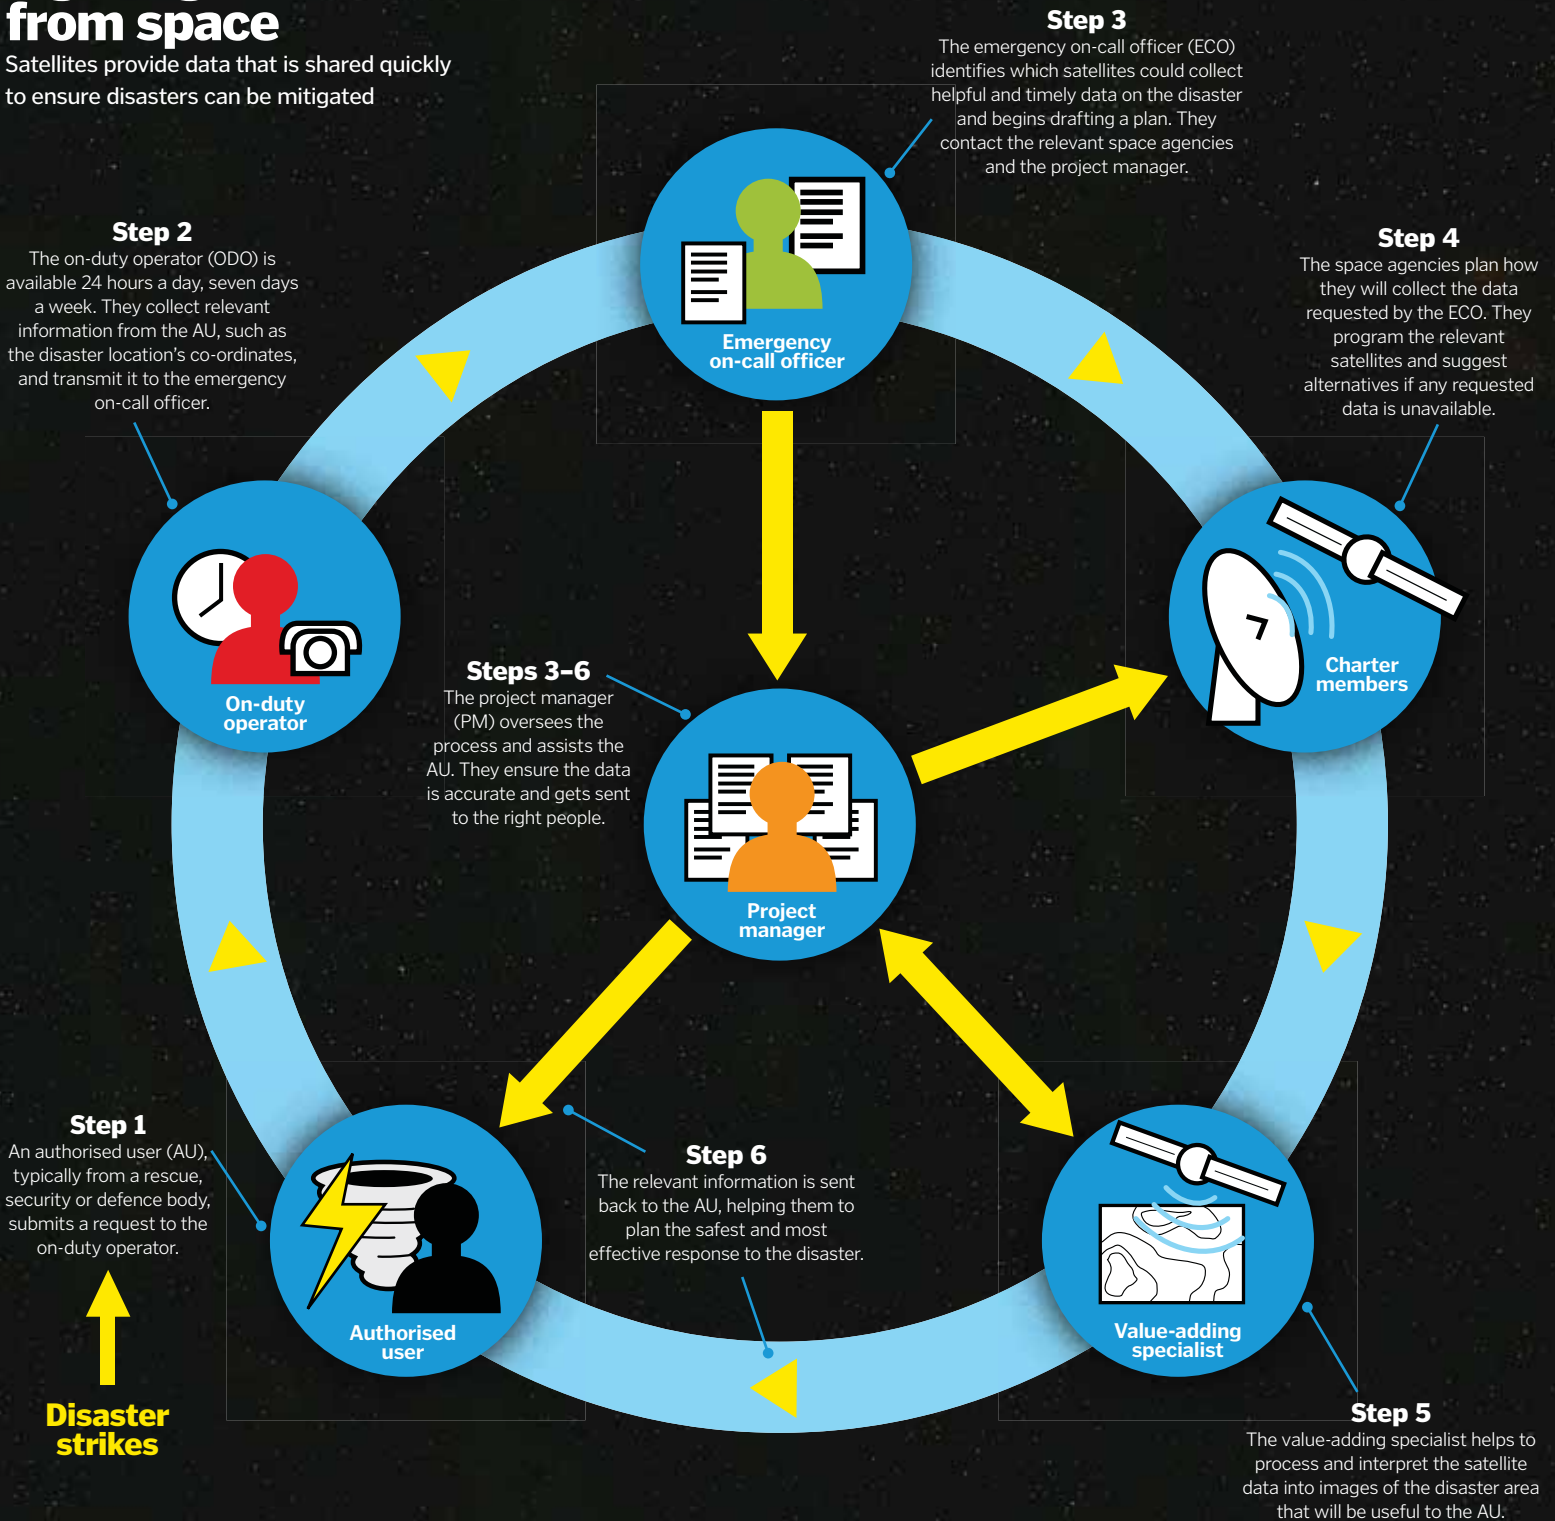 from space
Satellites provide data that is shared quickly
to ensure disasters can be mitigated
Step 3
The emergency on-call officer (ECO)
identifies which satellites could collect
helpful and timely data on the disaster
and begins drafting a plan. They
contact the relevant space agencies
and the project manager.
Step 2
The on-duty operator (ODO) is
available 24 hours a day, seven days
a week. They collect relevant
information from the AU, such as
the disaster location's co-ordinates,
and transmit it to the emergency
on-call officer.
Step 4
The space agencies plan how
they will collect the data
requested by the ECO. They
program the relevant
satellites and suggest
alternatives if any requested
data is unavailable.
Emergency
on-call officer
On-duty
operator
Charter
members
Steps 3–6
The project manager
(PM) oversees the
process and assists the
AU. They ensure the data
is accurate and gets sent
to the right people.
Project
manager
Step 1
An authorised user (AU),
typically from a rescue,
security or defence body,
submits a request to the
on-duty operator.
Step 6
The relevant information is sent
back to the AU, helping them to
plan the safest and most
effective response to the disaster.
Authorised
user
Value-adding
specialist
Disaster
strikes
Step 5
The value-adding specialist helps to
process and interpret the satellite
data into images of the disaster area
that will be useful to the AU.